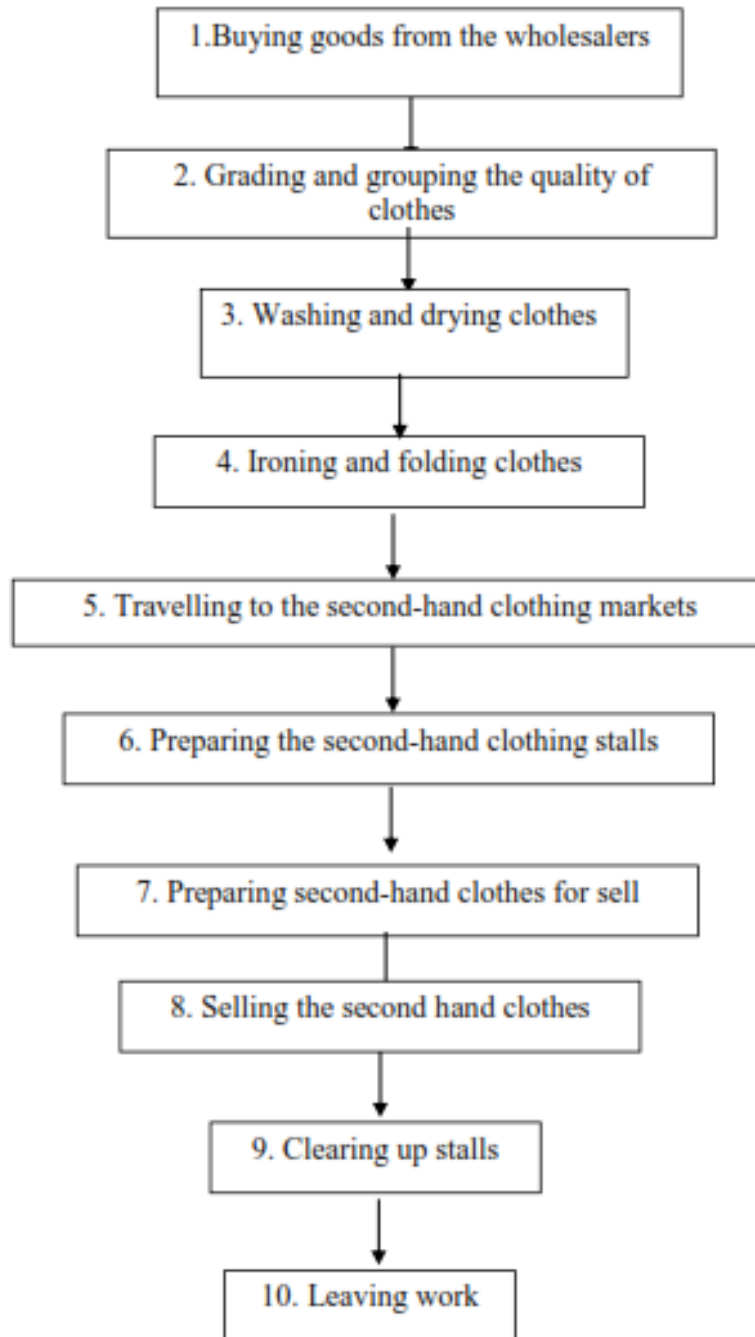 1.Buying goods from the wholesalers
2. Grading and grouping the quality of
clothes
3. Washing and drying clothes
4. Ironing and folding clothes
5. Travelling to the second-hand clothing markets
6. Preparing the second-hand clothing stalls
7. Preparing second-hand clothes for sell
8. Selling the second hand clothes
9. Clearing up stalls
10. Leaving work